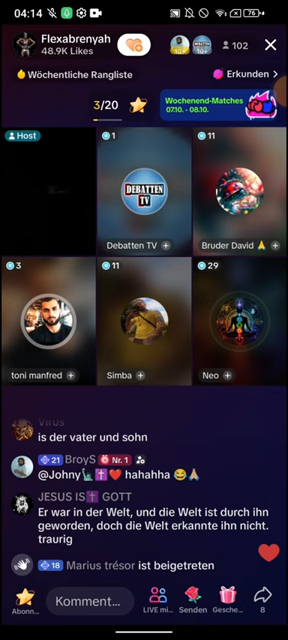 04:14
76
Flexabrenyah
48.9K Likes
102
Wöchentliche Rangliste
Erkunden >
3/20
Wochenend-Matches
07.10. - 08.10.
Host
1
DEBATTEN
TV
Debatten TV
11
Bruder David
3
toni manfred
11
Simba
29
Neo
Virus
ist der vater und sohn
21 BroyS Nr. 1
@Johny🗽✝️❤️ hahahha 😂🙏🏼
JESUS IS✝️ GOTT
Er war in der Welt, und die Welt ist durch ihn
geworden, doch die Welt erkannte ihn nicht.
traurig
18 Marius trésor ist beigetreten
Abonn...
Komment...
LIVE mi...
Senden
Gesche...
8